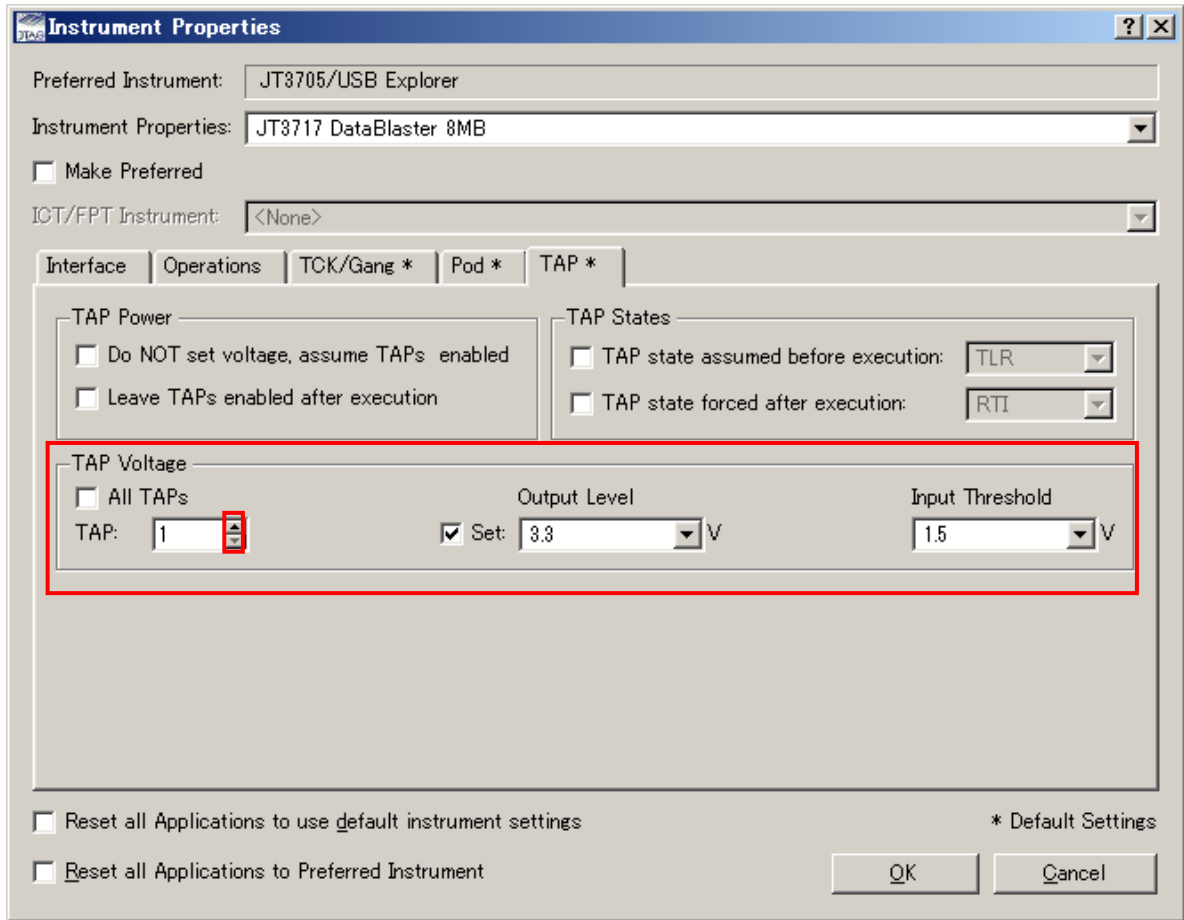 JTAG Instrument Properties
Preferred Instrument: JT3705/USB Explorer
Instrument Properties: JT3717 DataBlaster 8MB
Make Preferred
ICT/FPT Instrument: <None>
Interface Operations TCK/Gang * Pod * TAP *
TAP Power TAP States
Do NOT set voltage, assume TAPs enabled TAP state assumed before execution: TLR
Leave TAPs enabled after execution TAP state forced after execution: RTI
TAP Voltage
All TAPs Output Level Input Threshold
TAP: 1 Set: 3.3 V 1.5 V
Reset all Applications to use default instrument settings * Default Settings
Reset all Applications to Preferred Instrument OK Cancel